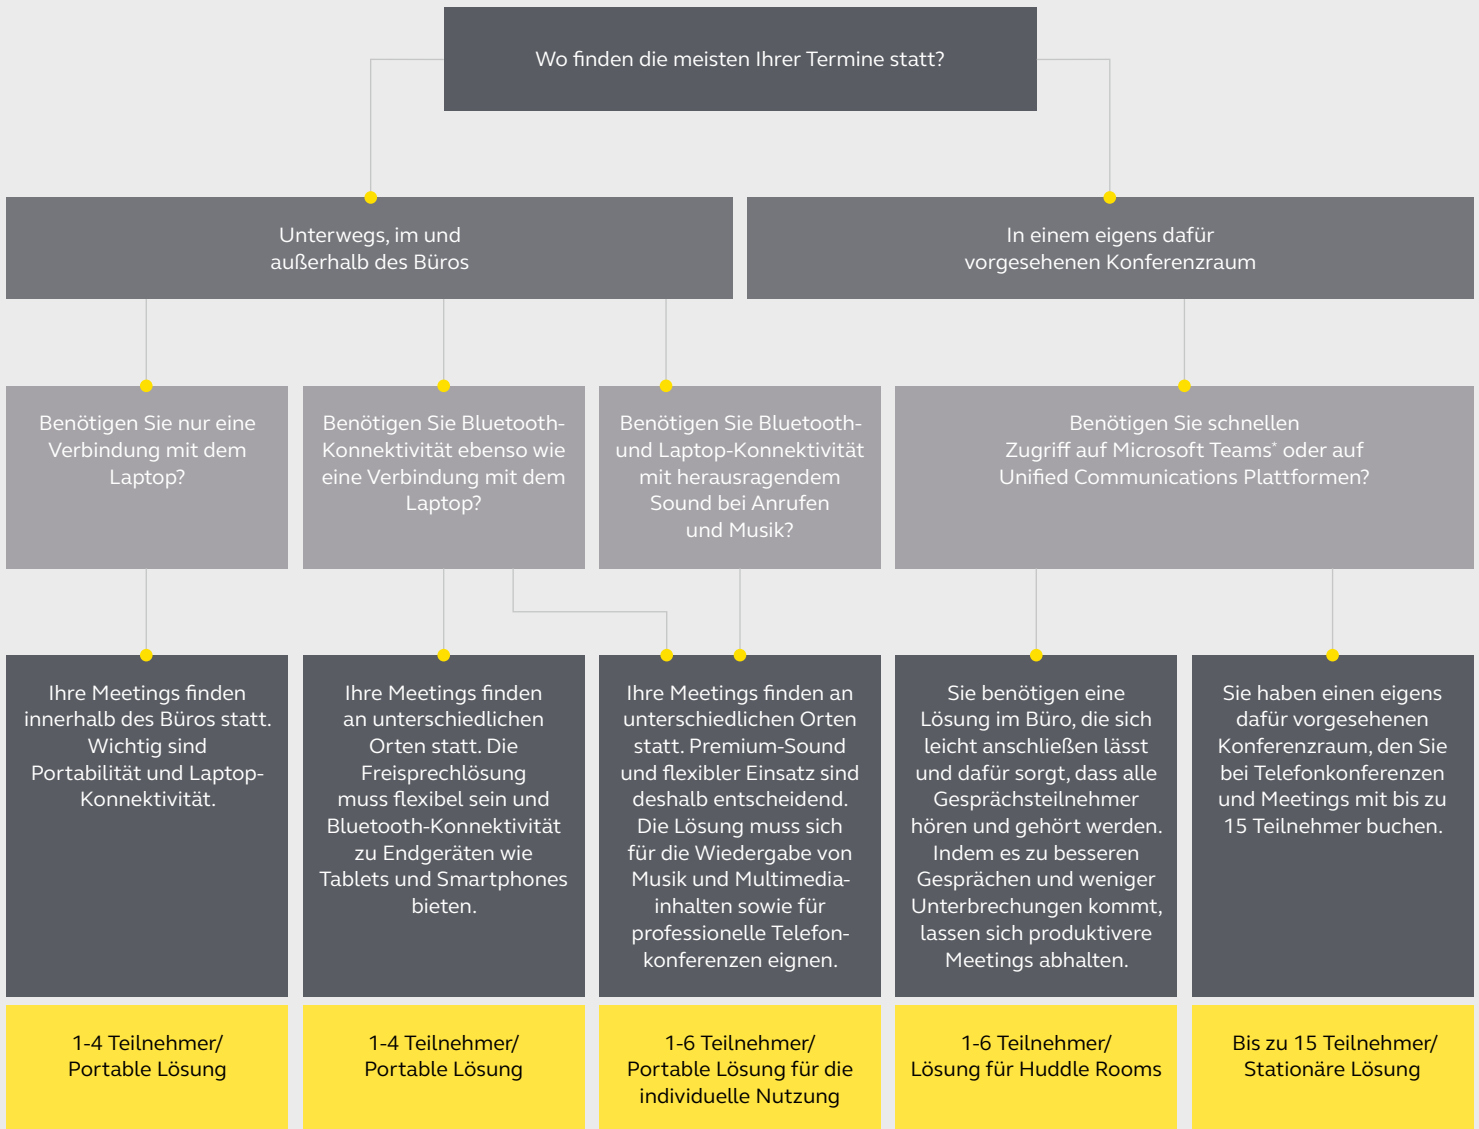 Wo finden die meisten Ihrer Termine statt?
Unterwegs, im und
außerhalb des Büros
In einem eigens dafür
vorgesehenen Konferenzraum
Benötigen Sie nur eine
Verbindung mit dem
Laptop?
Benötigen Sie Bluetooth-
Konnektivität ebenso wie
eine Verbindung mit dem
Laptop?
Benötigen Sie Bluetooth-
und Laptop-Konnektivität
mit herausragendem
Sound bei Anrufen
und Musik?
Benötigen Sie schnellen
Zugriff auf Microsoft Teams* oder auf
Unified Communications Plattformen?
Ihre Meetings finden
innerhalb des Büros statt.
Wichtig sind
Portabilität und Laptop-
Konnektivität.
Ihre Meetings finden
an unterschiedlichen
Orten statt. Die
Freisprechlösung
muss flexibel sein und
Bluetooth-Konnektivität
zu Endgeräten wie
Tablets und Smartphones
bieten.
Ihre Meetings finden an
unterschiedlichen Orten
statt. Premium-Sound
und flexibler Einsatz sind
deshalb entscheidend.
Die Lösung muss sich
für die Wiedergabe von
Musik und Multimedia-
inhalten sowie für
professionelle Telefon-
konferenzen eignen.
Sie benötigen eine
Lösung im Büro, die sich
leicht anschließen lässt
und dafür sorgt, dass alle
Gesprächsteilnehmer
hören und gehört werden.
Indem es zu besseren
Gesprächen und weniger
Unterbrechungen kommt,
lassen sich produktivere
Meetings abhalten.
Sie haben einen eigens
dafür vorgesehenen
Konferenzraum, den Sie
bei Telefonkonferenzen
und Meetings mit bis zu
15 Teilnehmer buchen.
1-4 Teilnehmer/
Portable Lösung
1-4 Teilnehmer/
Portable Lösung
1-6 Teilnehmer/
Portable Lösung für die
individuelle Nutzung
1-6 Teilnehmer/
Lösung für Huddle Rooms
Bis zu 15 Teilnehmer/
Stationäre Lösung